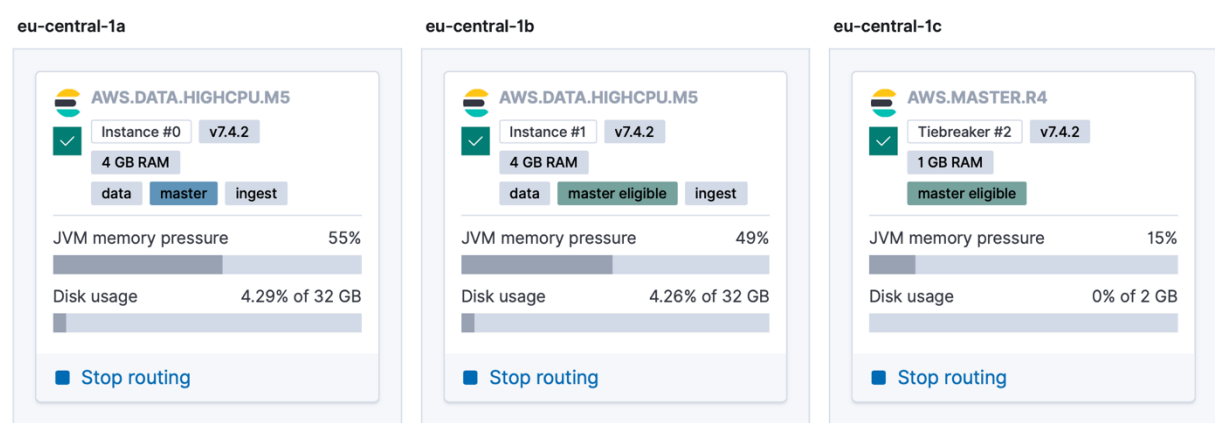 eu-central-1a
AWS.DATA.HIGHCPU.M5
Instance #0 v7.4.2
4 GB RAM
data master ingest
JVM memory pressure 55%
Disk usage 4.29% of 32 GB
Stop routing
eu-central-1b
AWS.DATA.HIGHCPU.M5
Instance #1 v7.4.2
4 GB RAM
data master eligible ingest
JVM memory pressure 49%
Disk usage 4.26% of 32 GB
Stop routing
eu-central-1c
AWS.MASTER.R4
Tiebreaker #2 v7.4.2
1 GB RAM
master eligible
JVM memory pressure 15%
Disk usage 0% of 2 GB
Stop routing